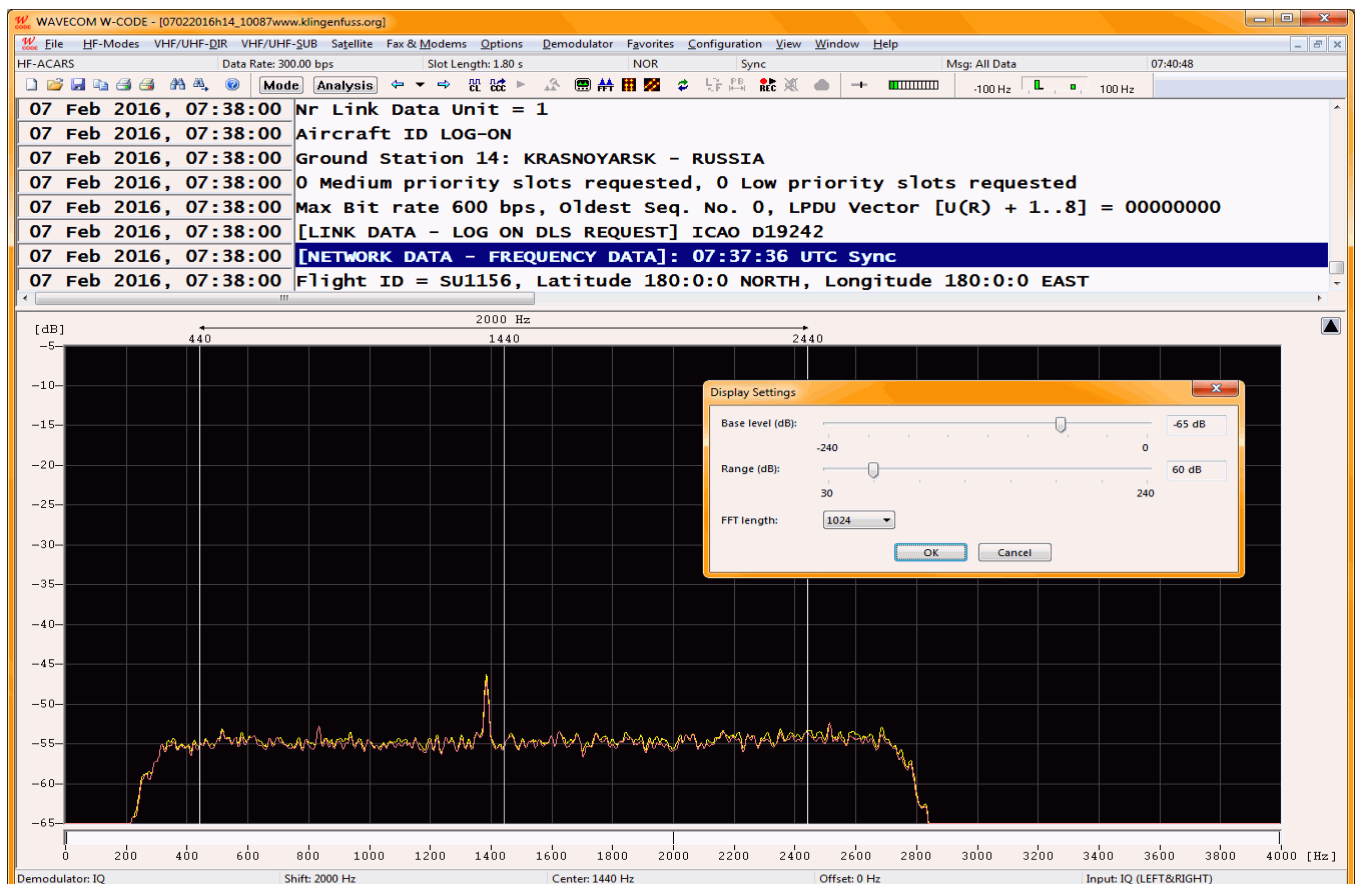 WAVECOM W-CODE - [07022016h14_10087www.klingenfuss.org]
File HF-Modes VHF/UHF-DIR VHF/UHF-SUB Satellite Fax & Modems Options Demodulator Favorites Configuration View Window Help
HF-ACARS Data Rate: 300.00 bps Slot Length: 1.80 s NOR Sync Msg: All Data 07:40:48
Mode Analysis -100 Hz 100 Hz
07 Feb 2016, 07:38:00 Nr Link Data Unit = 1
07 Feb 2016, 07:38:00 Aircraft ID LOG-ON
07 Feb 2016, 07:38:00 Ground Station 14: KRASNOYARSK - RUSSIA
07 Feb 2016, 07:38:00 0 Medium priority slots requested, 0 Low priority slots requested
07 Feb 2016, 07:38:00 Max Bit rate 600 bps, Oldest Seq. No. 0, LPDU Vector [U(R) + 1..8] = 00000000
07 Feb 2016, 07:38:00 [LINK DATA - LOG ON DLS REQUEST] ICAO D19242
07 Feb 2016, 07:38:00 [NETWORK DATA - FREQUENCY DATA]: 07:37:36 UTC Sync
07 Feb 2016, 07:38:00 Flight ID = SU1156, Latitude 180:0:0 NORTH, Longitude 180:0:0 EAST
2000 Hz
[dB]
440 1440 2440
-5
-10
-15
-20
-25
-30
-35
-40
-45
-50
-55
-60
-65
Display Settings
Base level (dB): -65 dB
-240 0
Range (dB): 60 dB
30 240
FFT length: 1024
OK Cancel
0 200 400 600 800 1000 1200 1400 1600 1800 2000 2200 2400 2600 2800 3000 3200 3400 3600 3800 4000 [Hz]
Demodulator: IQ Shift: 2000 Hz Center: 1440 Hz Offset: 0 Hz Input: IQ (LEFT&RIGHT)